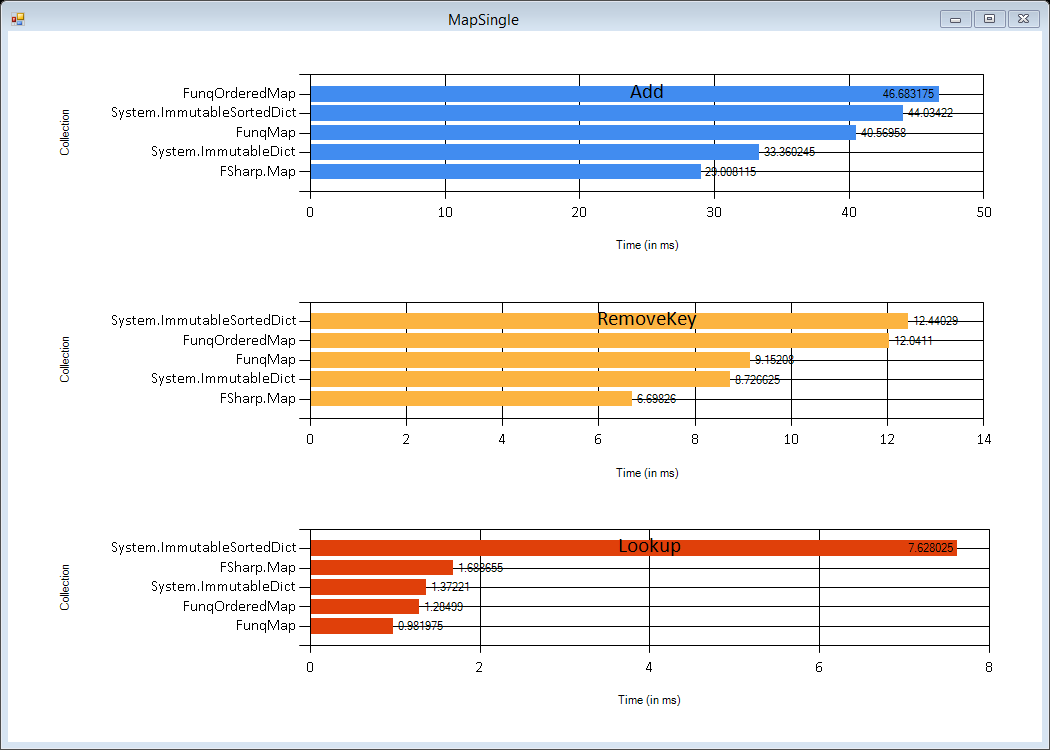 MapSingle
Add
Collection
FunqOrderedMap 46.683175
System.ImmutableSortedDict 44.03422
FunqMap 40.56958
System.ImmutableDict 33.360245
FSharp.Map 29.008115
0 10 20 30 40 50
Time (in ms)
RemoveKey
Collection
System.ImmutableSortedDict 12.44029
FunqOrderedMap 12.0411
FunqMap 9.15208
System.ImmutableDict 8.726625
FSharp.Map 6.69826
0 2 4 6 8 10 12 14
Time (in ms)
Lookup
Collection
System.ImmutableSortedDict 7.628025
FSharp.Map 1.688655
System.ImmutableDict 1.37221
FunqOrderedMap 1.28499
FunqMap 0.981975
0 2 4 6 8
Time (in ms)